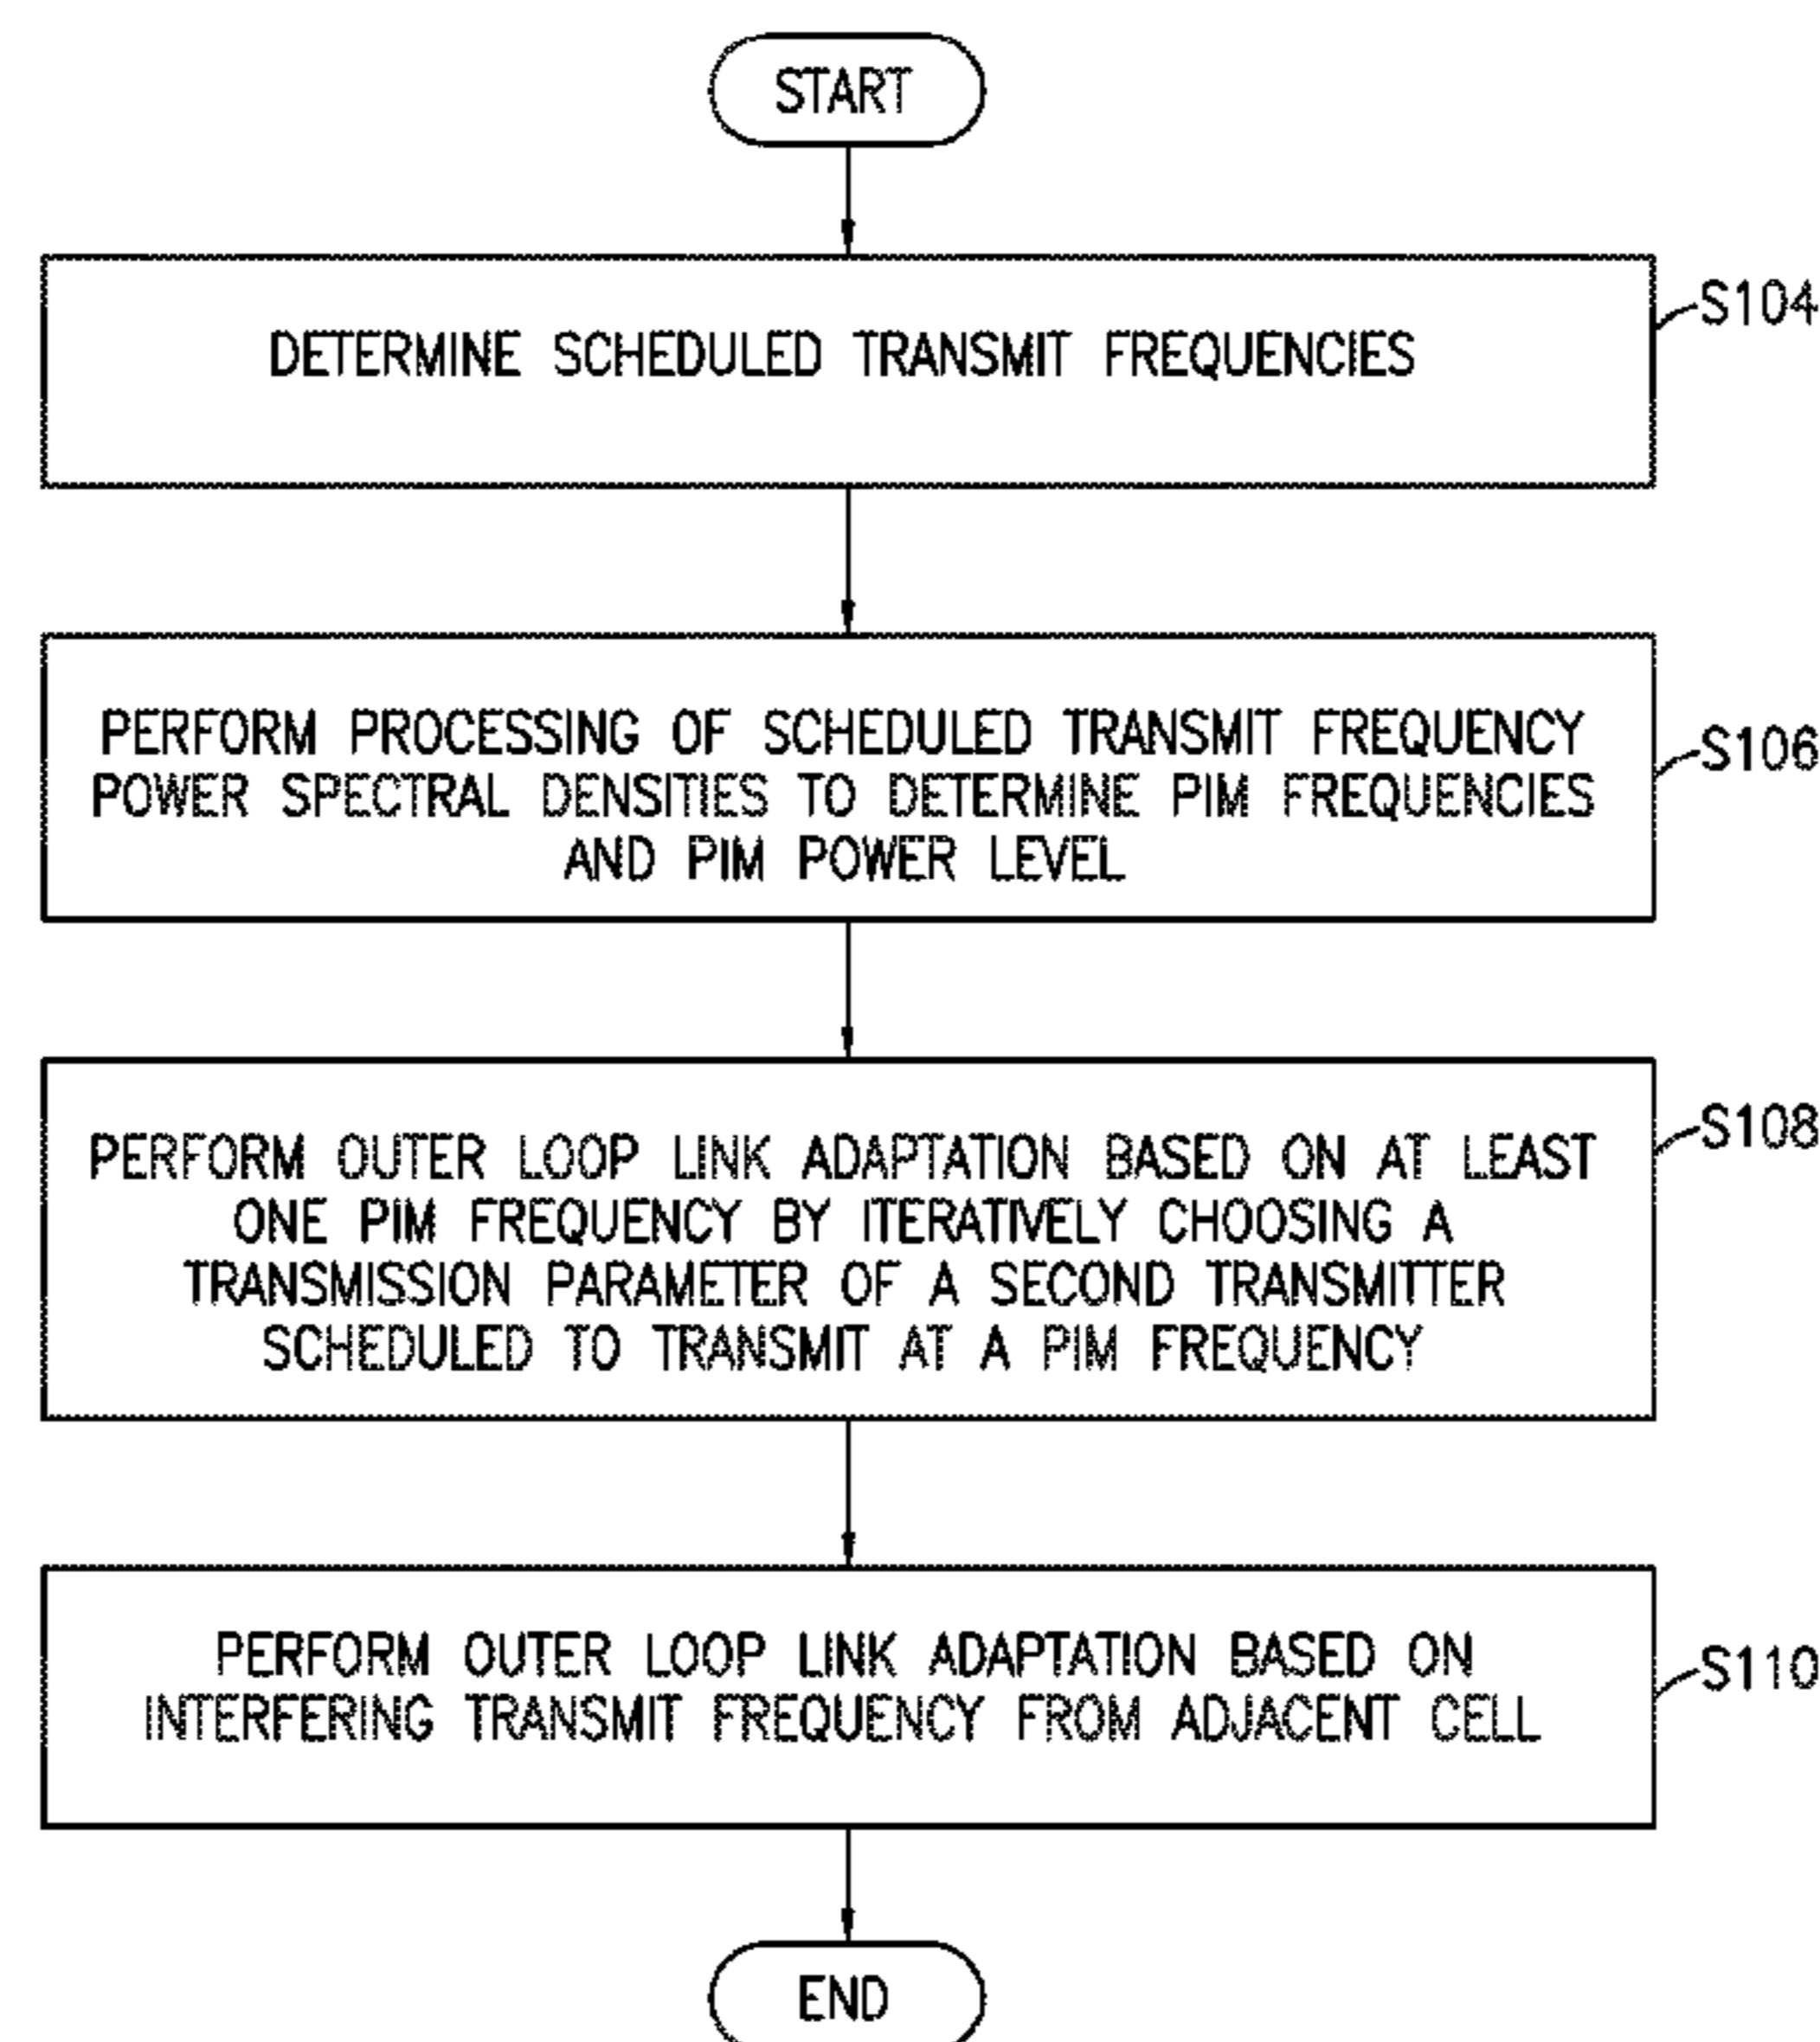 START
DETERMINE SCHEDULED TRANSMIT FREQUENCIES
S104
PERFORM PROCESSING OF SCHEDULED TRANSMIT FREQUENCY
POWER SPECTRAL DENSITIES TO DETERMINE PIM FREQUENCIES
AND PIM POWER LEVEL
S106
PERFORM OUTER LOOP LINK ADAPTATION BASED ON AT LEAST
ONE PIM FREQUENCY BY ITERATIVELY CHOOSING A
TRANSMISSION PARAMETER OF A SECOND TRANSMITTER
SCHEDULED TO TRANSMIT AT A PIM FREQUENCY
S108
PERFORM OUTER LOOP LINK ADAPTATION BASED ON
INTERFERING TRANSMIT FREQUENCY FROM ADJACENT CELL
S110
END